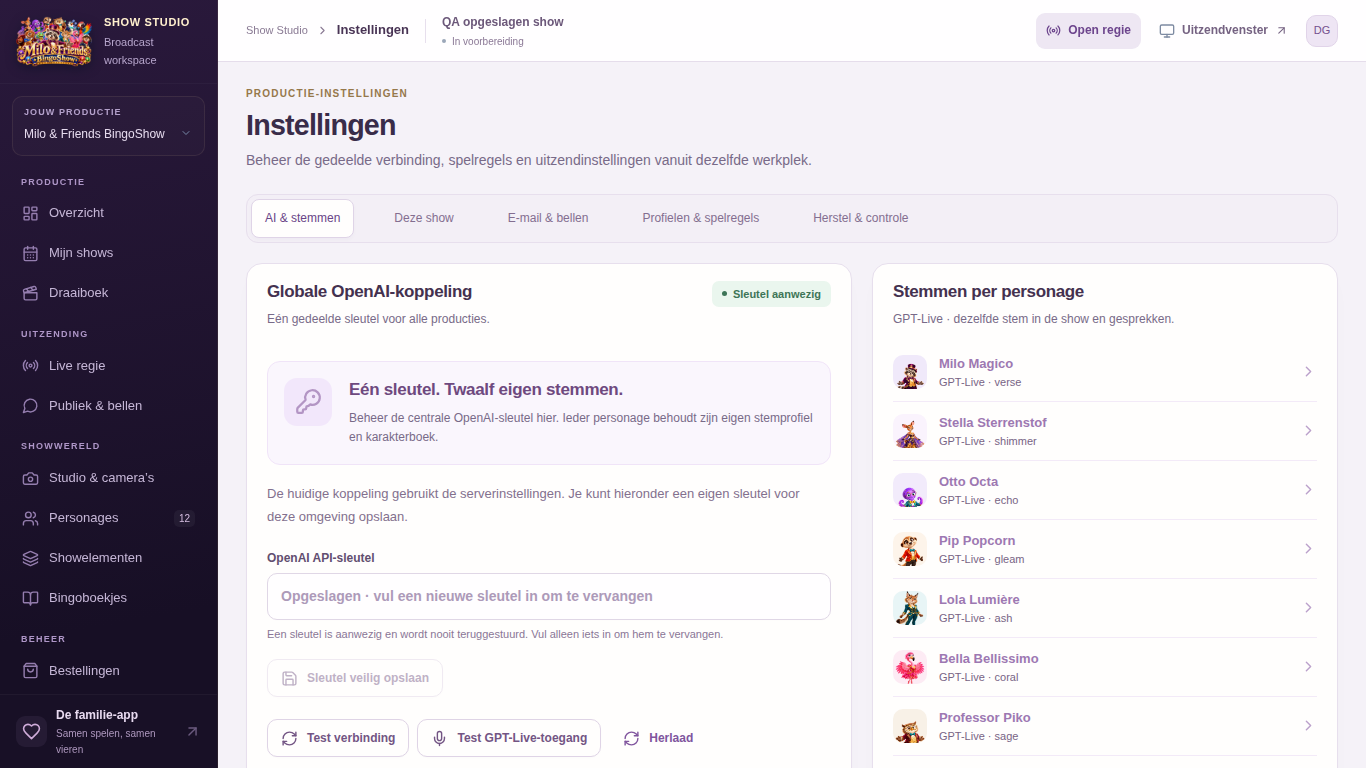 Milo & Friends
BingoShow
SHOW STUDIO
Broadcast
workspace
JOUW PRODUCTIE
Milo & Friends BingoShow
PRODUCTIE
Overzicht
Mijn shows
Draaiboek
UITZENDING
Live regie
Publiek & bellen
SHOWWERELD
Studio & camera's
Personages 12
Showelementen
Bingoboekjes
BEHEER
Bestellingen
De familie-app
Samen spelen, samen
vieren
Show Studio > Instellingen
QA opgeslagen show
In voorbereiding
Open regie
Uitzendvenster
DG
PRODUCTIE-INSTELLINGEN
Instellingen
Beheer de gedeelde verbinding, spelregels en uitzendinstellingen vanuit dezelfde werkplek.
AI & stemmen
Deze show
E-mail & bellen
Profielen & spelregels
Herstel & controle
Globale OpenAI-koppeling
Sleutel aanwezig
Eén gedeelde sleutel voor alle producties.
Eén sleutel. Twaalf eigen stemmen.
Beheer de centrale OpenAI-sleutel hier. Ieder personage behoudt zijn eigen stemprofiel
en karakterboek.
De huidige koppeling gebruikt de serverinstellingen. Je kunt hieronder een eigen sleutel voor
deze omgeving opslaan.
OpenAI API-sleutel
Opgeslagen · vul een nieuwe sleutel in om te vervangen
Een sleutel is aanwezig en wordt nooit teruggestuurd. Vul alleen iets in om hem te vervangen.
Sleutel veilig opslaan
Test verbinding
Test GPT-Live-toegang
Herlaad
Stemmen per personage
GPT-Live · dezelfde stem in de show en gesprekken.
Milo Magico
GPT-Live · verse
Stella Sterrenstof
GPT-Live · shimmer
Otto Octa
GPT-Live · echo
Pip Popcorn
GPT-Live · gleam
Lola Lumière
GPT-Live · ash
Bella Bellissimo
GPT-Live · coral
Professor Piko
GPT-Live · sage